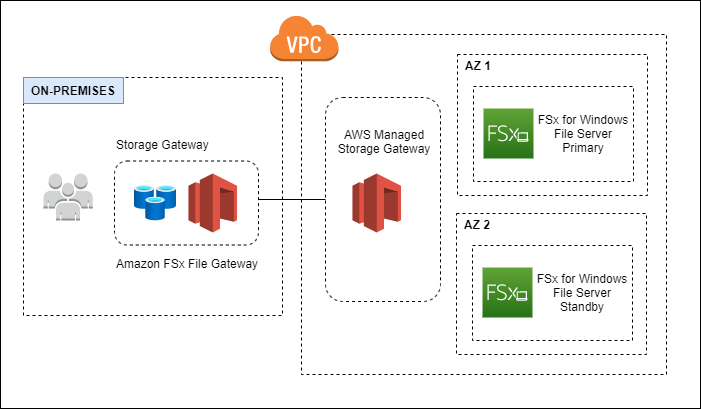 VPC
ON-PREMISES
Storage Gateway
Amazon FSx File Gateway
AWS Managed
Storage Gateway
AZ 1
FSx
FSx for Windows
File Server
Primary
AZ 2
FSx
FSx for Windows
File Server
Standby